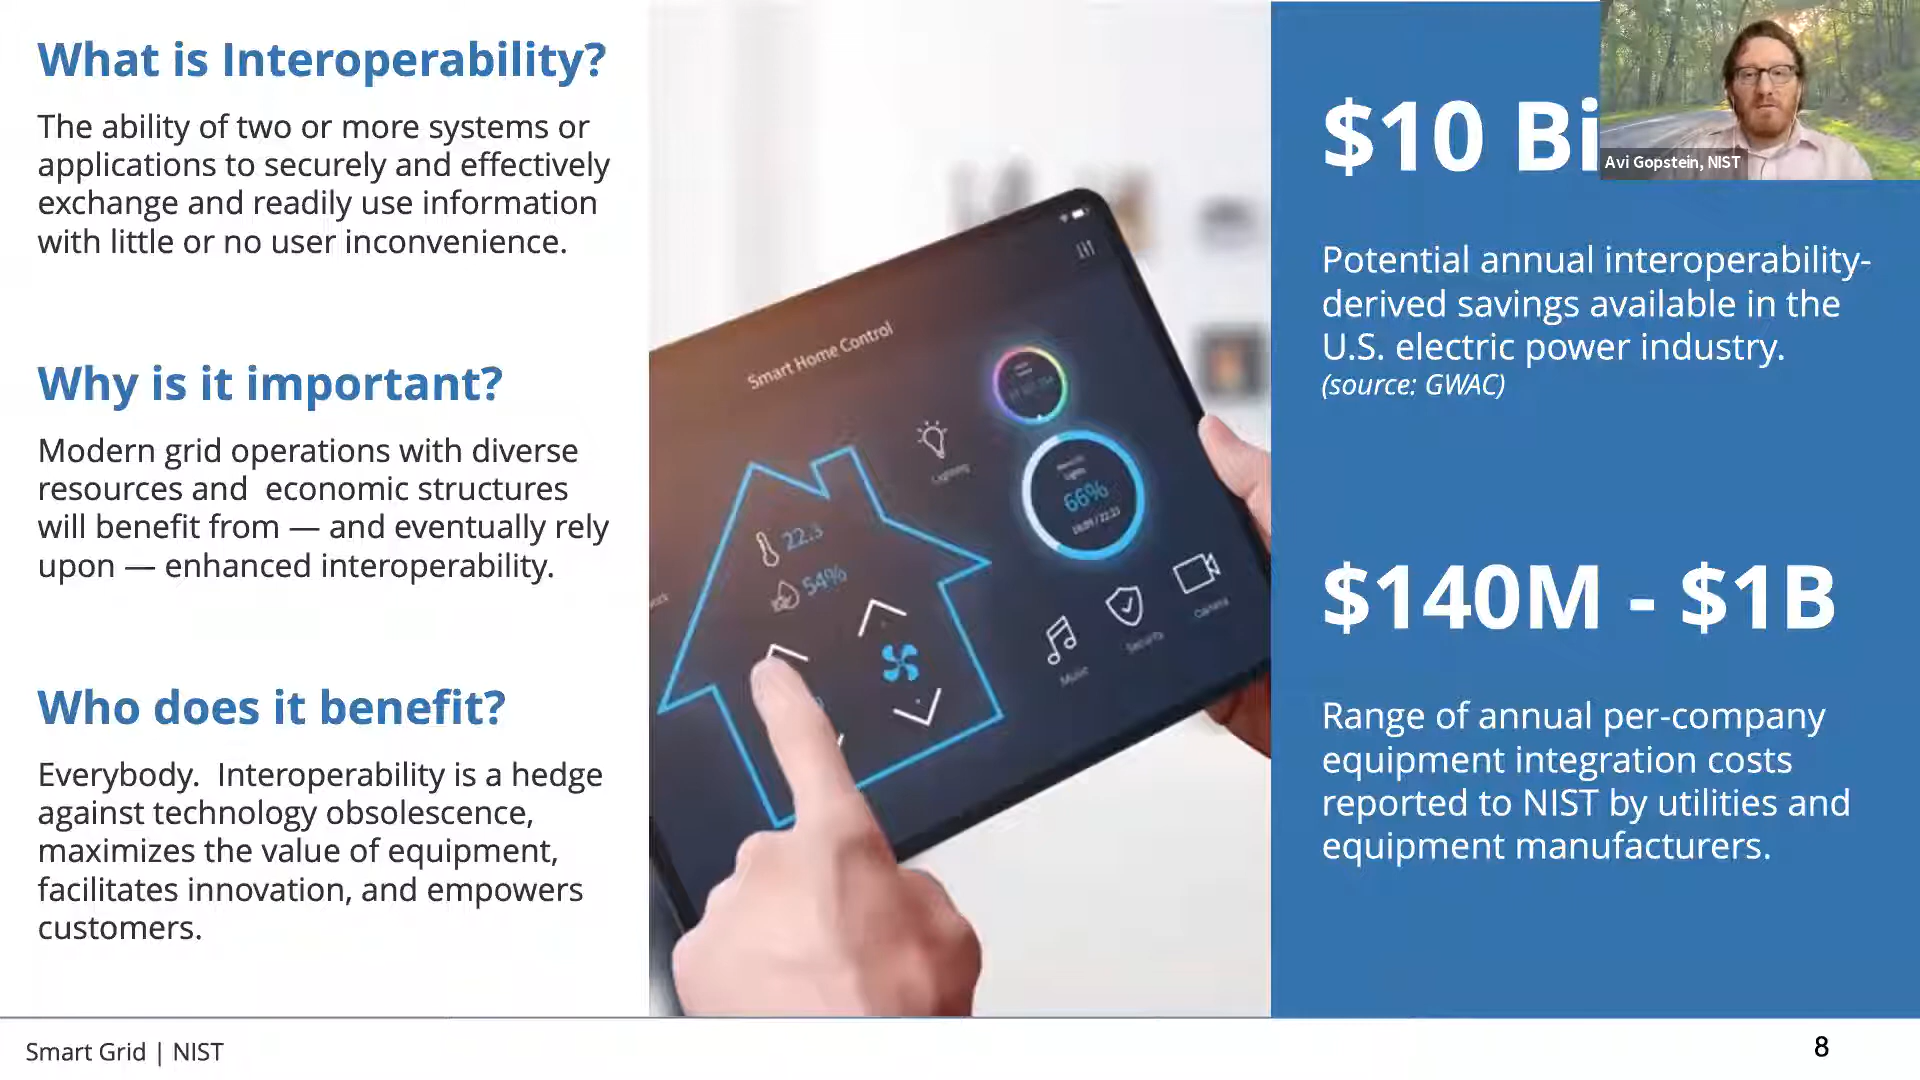 What is Interoperability?
The ability of two or more systems or
applications to securely and effectively
exchange and readily use information
with little or no user inconvenience.
Why is it important?
Modern grid operations with diverse
resources and economic structures
will benefit from — and eventually rely
upon — enhanced interoperability.
Who does it benefit?
Everybody. Interoperability is a hedge
against technology obsolescence,
maximizes the value of equipment,
facilitates innovation, and empowers
customers.
Smart Home Control
Lighting
66%
22.3
54%
Music
Security
Camera
$10 Bi
Avi Gopstein, NIST
Potential annual interoperability-
derived savings available in the
U.S. electric power industry.
(source: GWAC)
$140M - $1B
Range of annual per-company
equipment integration costs
reported to NIST by utilities and
equipment manufacturers.
Smart Grid | NIST
8